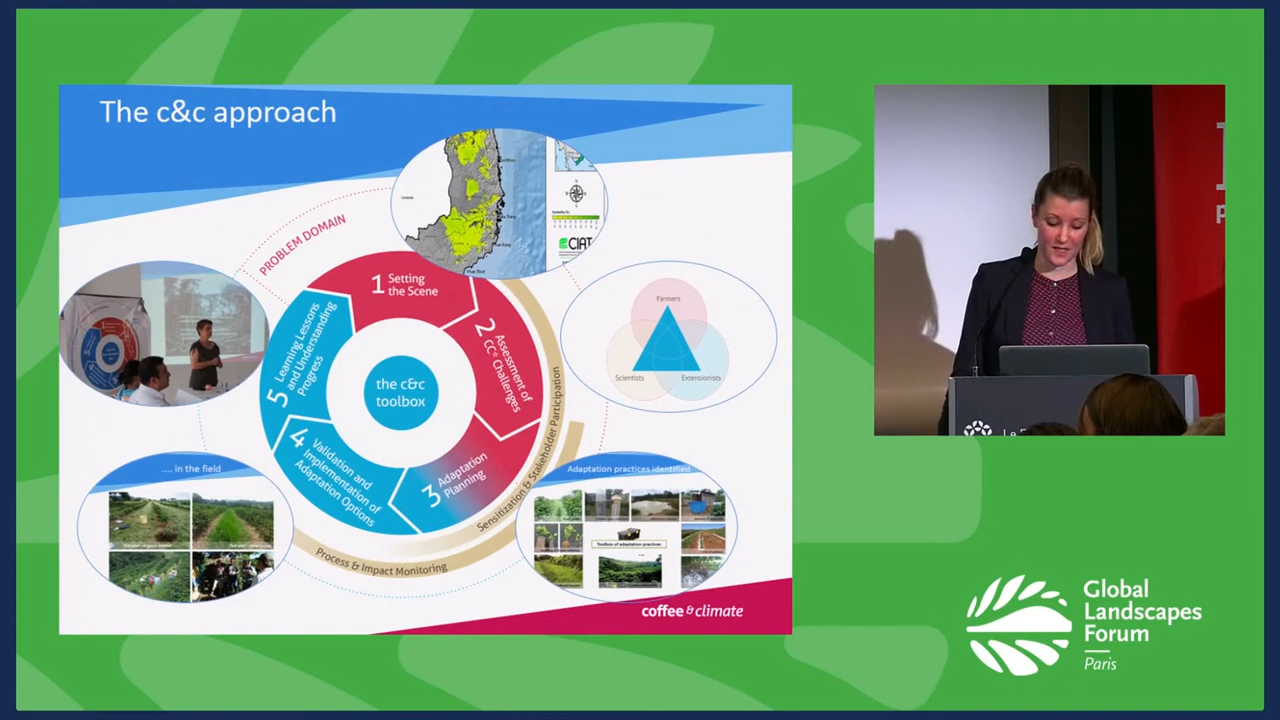 The c&c approach
PROBLEM DOMAIN
CIAT
1 Setting
the Scene
2 Assessment of
CC* Challenges
3 Adaptation
Planning
4 Validation and
Implementation of
Adaptation Options
5 Learning Lessons
and Understanding
Progress
the c&c
toolbox
Farmers
Scientists
Extensionists
Sensitization & Stakeholder Participation
Process & Impact Monitoring
.... in the field
Adaptation practices identified
Toolbox of adaptation practices
coffee & climate
Global
Landscapes
Forum
Paris